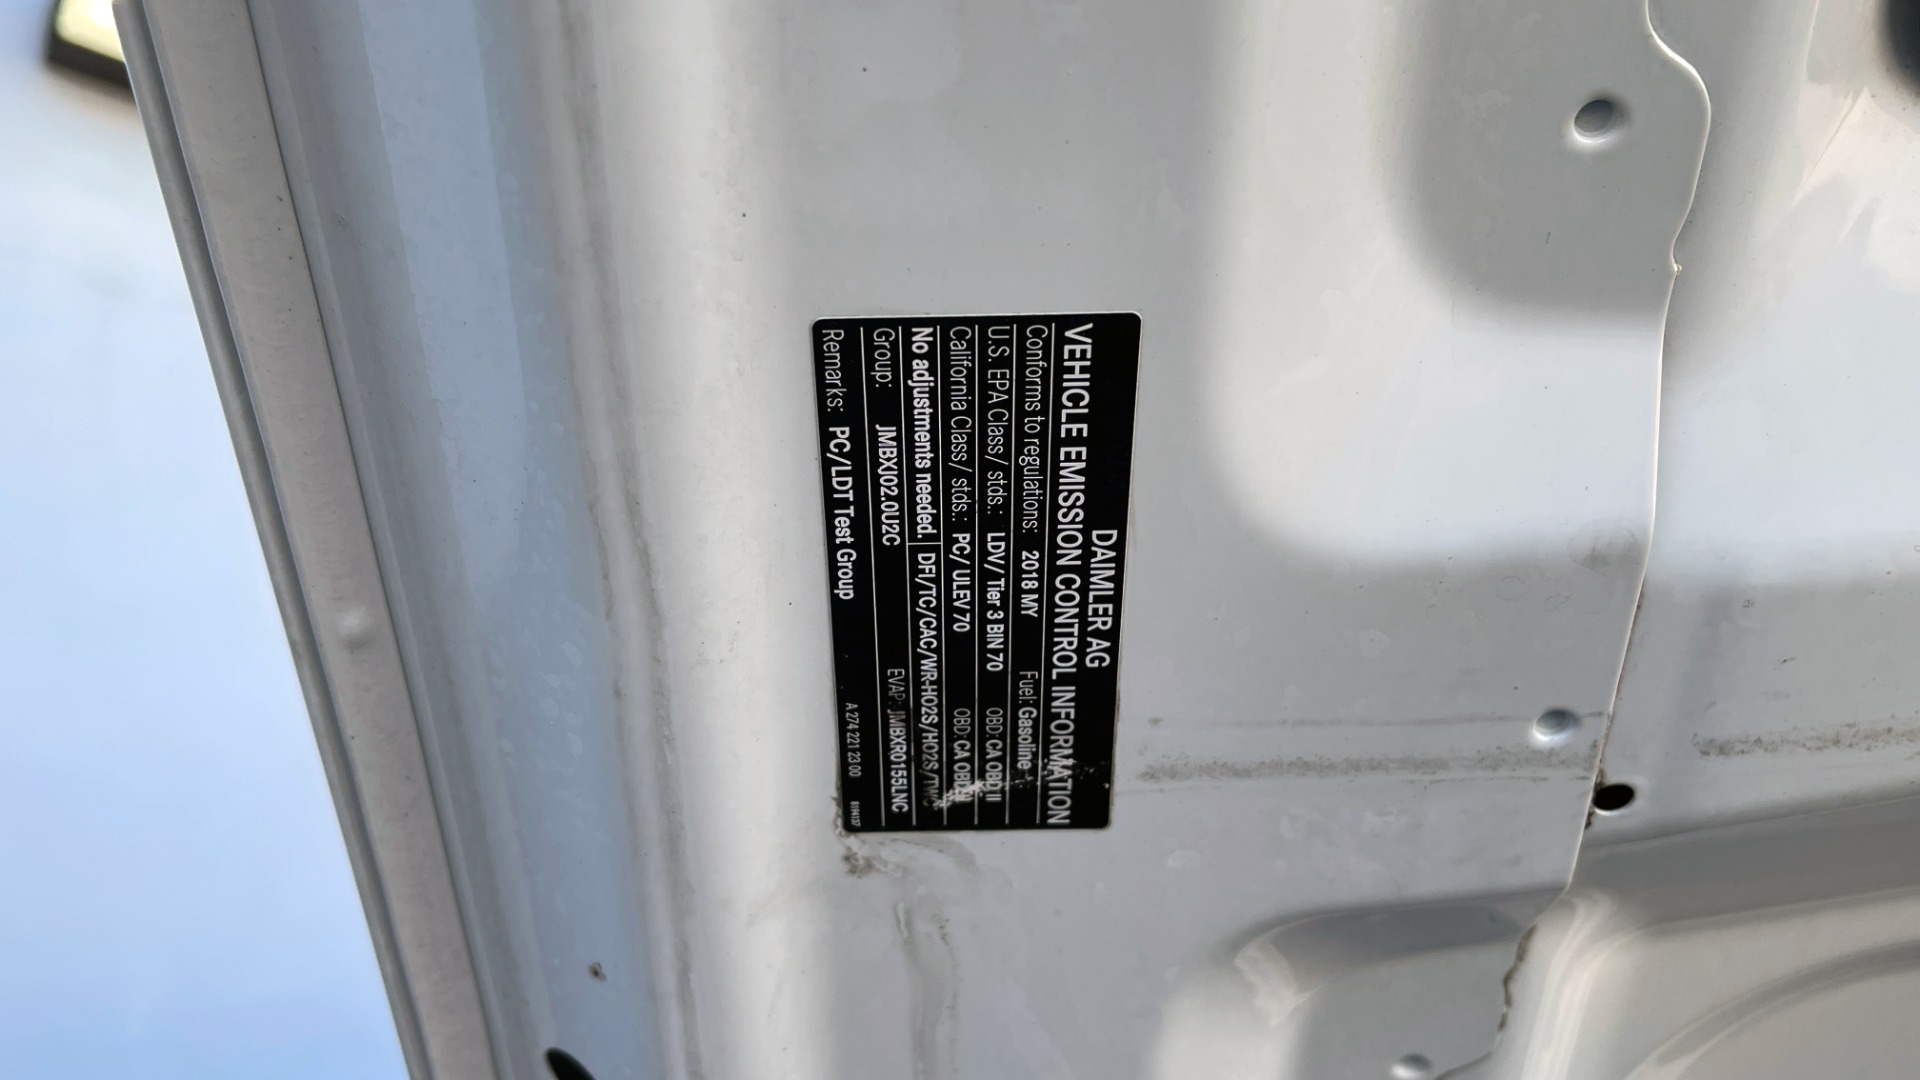 DAIMLER AG
VEHICLE EMISSION CONTROL INFORMATION
Conforms to regulations: 2018 MY Fuel: Gasoline
U.S. EPA Class/ stds.: LDV/ Tier 3 BIN 70 OBD: CA OBD II
California Class/ stds.: PC/ ULEV 70 OBD: CA OBD II
No adjustments needed. DFI/TC/CAC/WR-HO2S/HO2S/
Group: JMBXJ02.0U2C EVAP: JMBXR0155LNC
Remarks: PC/LDT Test Group A 274 221 23 00